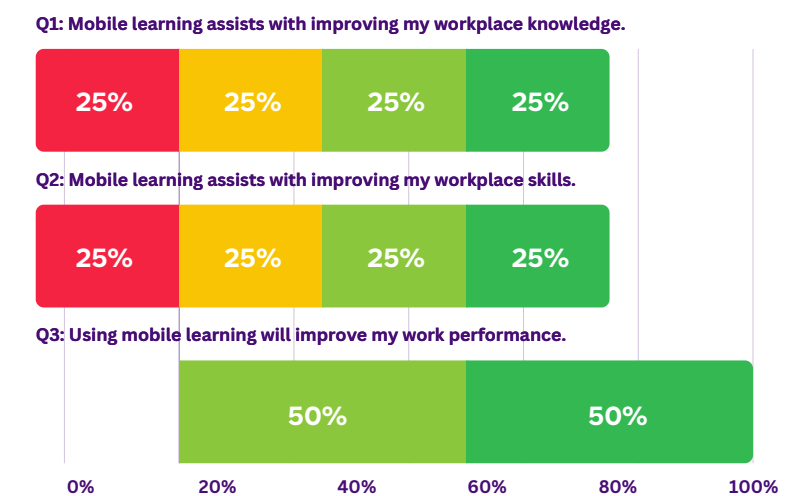 Q1: Mobile learning assists with improving my workplace knowledge.
25% 25% 25% 25%
Q2: Mobile learning assists with improving my workplace skills.
25% 25% 25% 25%
Q3: Using mobile learning will improve my work performance.
50% 50%
0% 20% 40% 60% 80% 100%